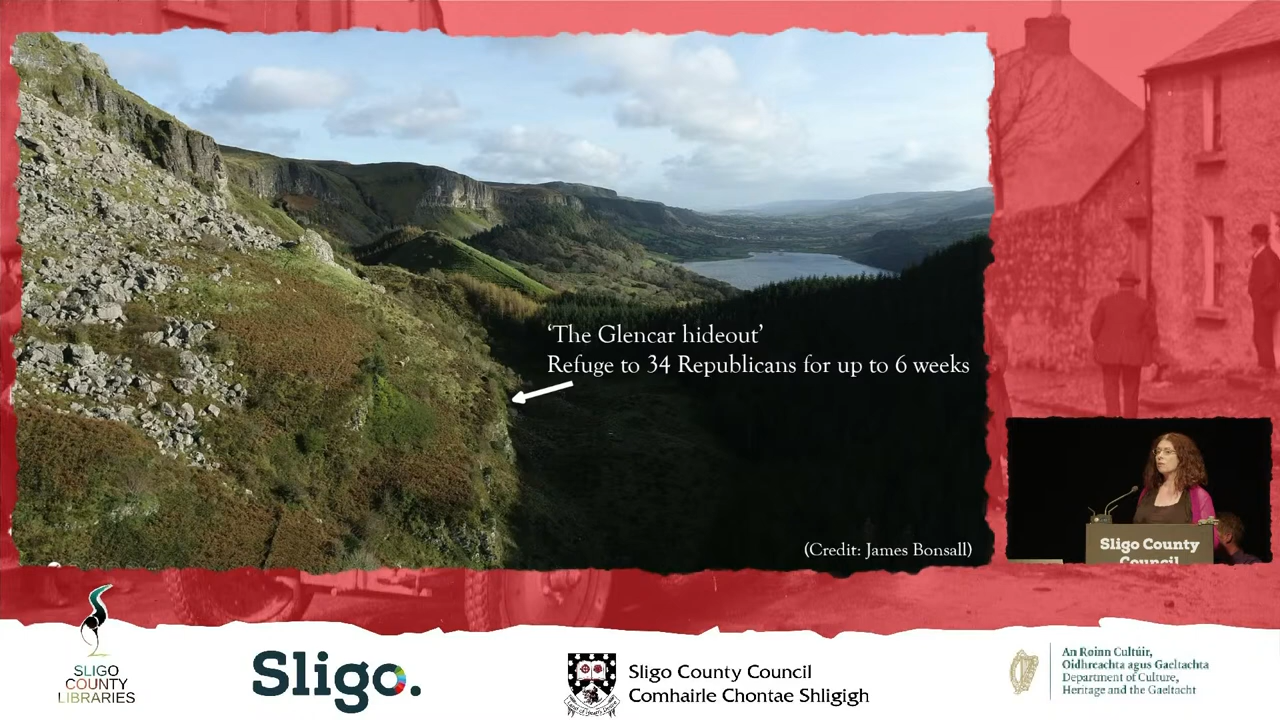 ‘The Glencar hideout’
Refuge to 34 Republicans for up to 6 weeks
(Credit: James Bonsall)
Sligo County
Council
SLIGO
COUNTY
LIBRARIES
Sligo.
Sligo County Council
Comhairle Chontae Shligigh
An Roinn Cultúir,
Oidhreachta agus Gaeltachta
Department of Culture,
Heritage and the Gaeltacht